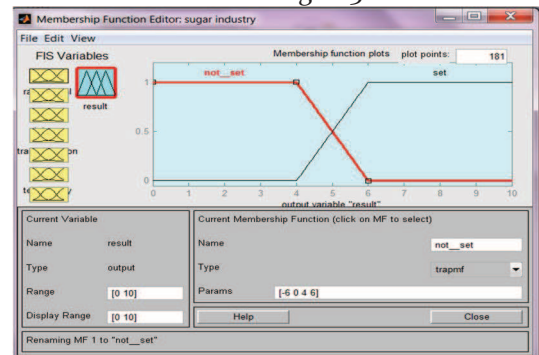 Membership Function Editor: sugar industry
File Edit View
FIS Variables
Membership function plots plot points: 181
result
not_set
set
1
0.5
0
0 1 2 3 4 5 6 7 8 9 10
output variable "result"
Current Variable
Name result
Type output
Range [0 10]
Display Range [0 10]
Current Membership Function (click on MF to select)
Name not_set
Type trapmf
Params [-6 0 4 6]
Help Close
Renaming MF 1 to "not_set"